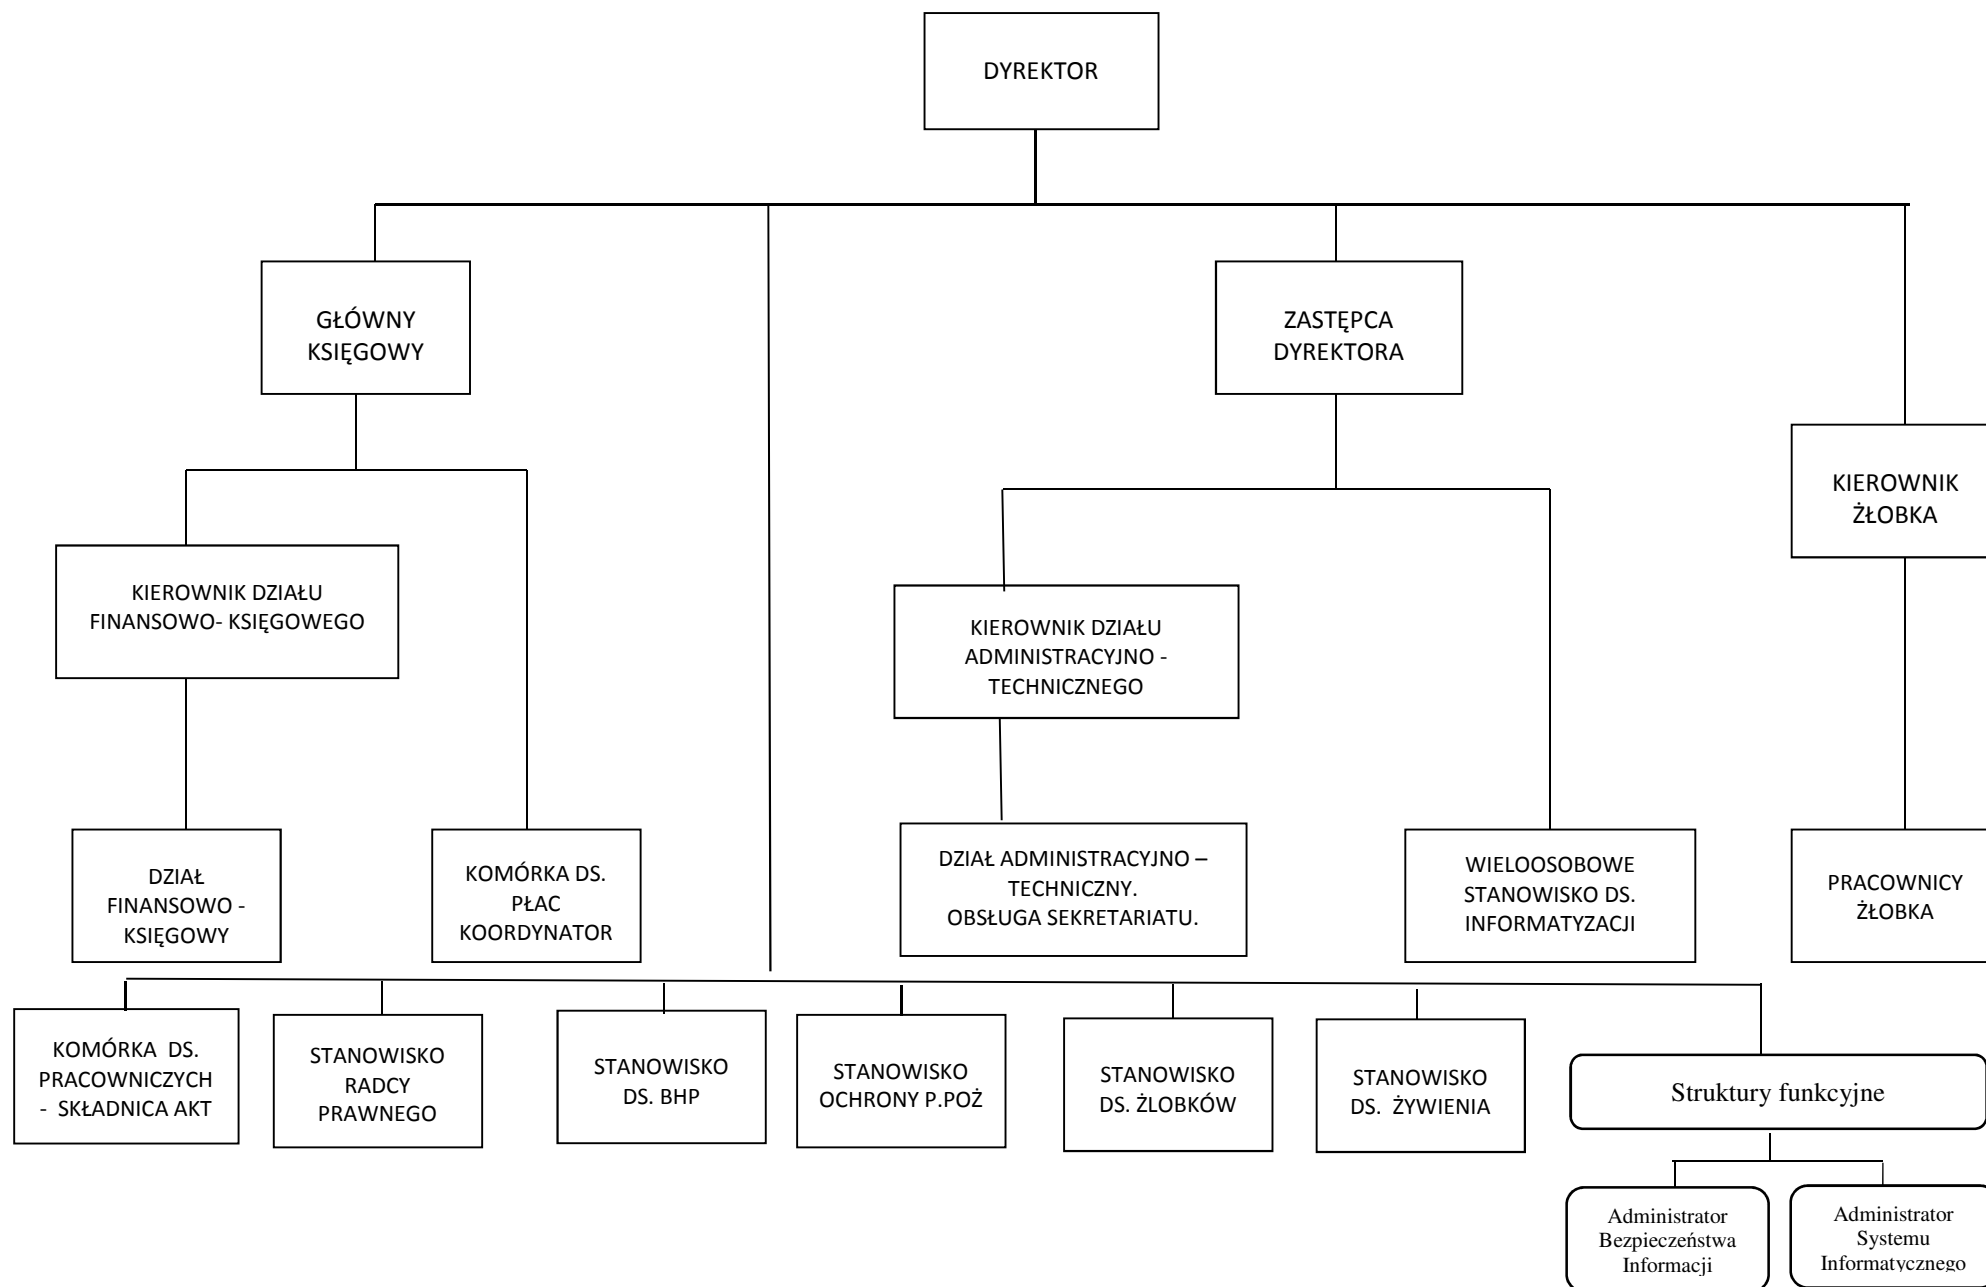 DYREKTOR
GŁÓWNY
KSIĘGOWY
ZASTĘPCA
DYREKTORA
KIEROWNIK
ŻŁOBKA
KIEROWNIK DZIAŁU
FINANSOWO- KSIĘGOWEGO
KIEROWNIK DZIAŁU
ADMINISTRACYJNO -
TECHNICZNEGO
DZIAŁ
FINANSOWO -
KSIĘGOWY
KOMÓRKA DS.
PŁAC
KOORDYNATOR
DZIAŁ ADMINISTRACYJNO –
TECHNICZNY.
OBSŁUGA SEKRETARIATU.
WIELOOSOBOWE
STANOWISKO DS.
INFORMATYZACJI
PRACOWNICY
ŻŁOBKA
KOMÓRKA DS.
PRACOWNICZYCH
- SKŁADNICA AKT
STANOWISKO
RADCY
PRAWNEGO
STANOWISKO
DS. BHP
STANOWISKO
OCHRONY P.POŻ
STANOWISKO
DS. ŻLOBKÓW
STANOWISKO
DS. ŻYWIENIA
Struktury funkcyjne
Administrator
Bezpieczeństwa
Informacji
Administrator
Systemu
Informatycznego